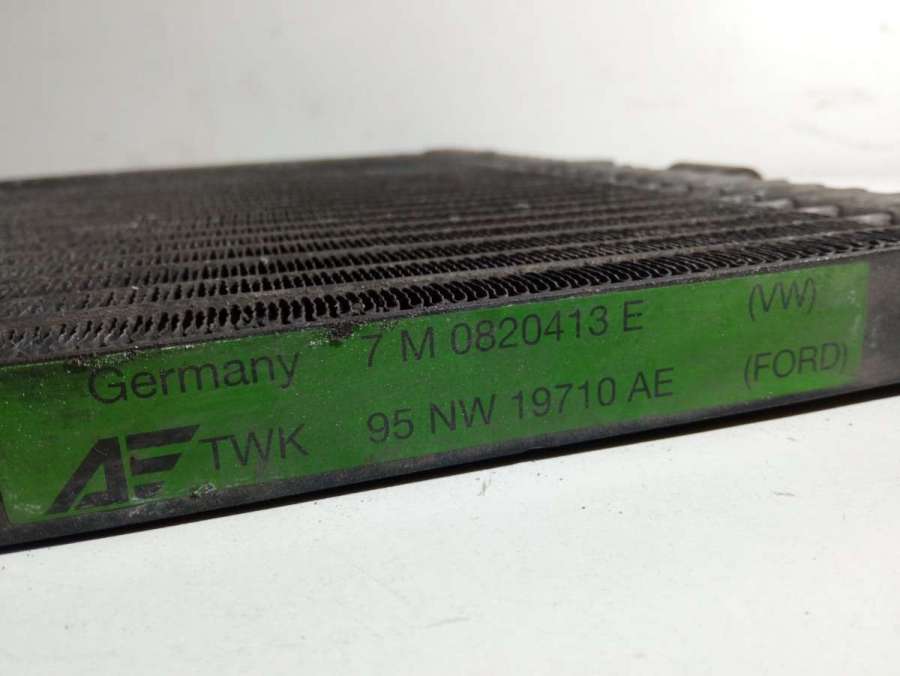 Germany 7 M 0820413 E (VW)
AE TWK 95 NW 19710 AE (FORD)